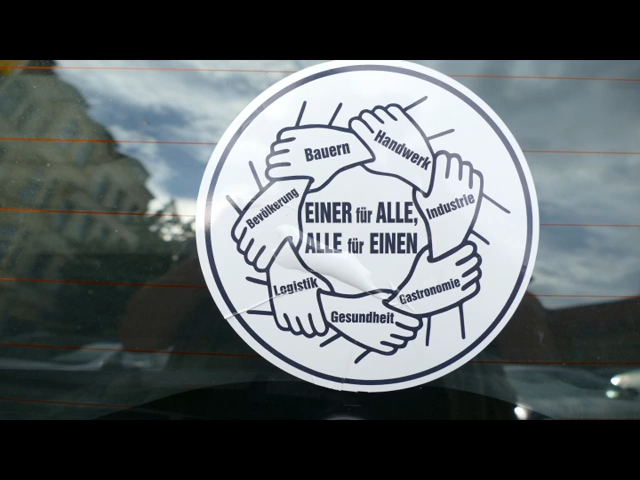 Bauern
Handwerk
Bevölkerung
Industrie
EINER für ALLE,
ALLE für EINEN
Logistik
Gastronomie
Gesundheit